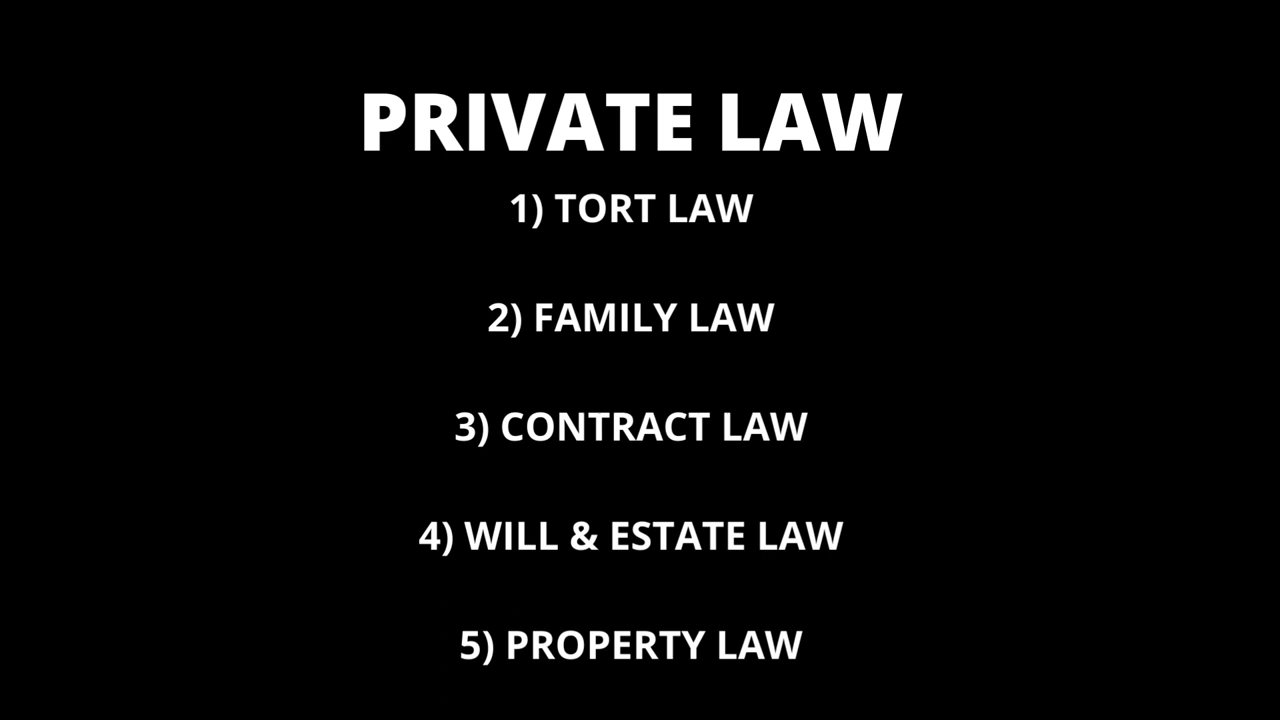 PRIVATE LAW
1) TORT LAW
2) FAMILY LAW
3) CONTRACT LAW
4) WILL & ESTATE LAW
5) PROPERTY LAW